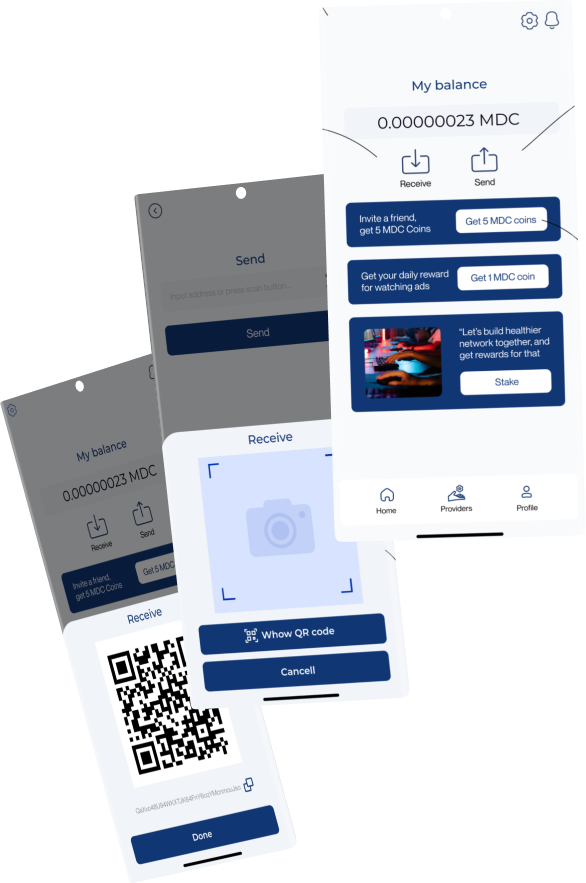 My balance
0.00000023 MDC
Receive
Send
Invite a friend,
get 5 MDC Coins
Get 5 MDC coins
Get your daily reward
for watching ads
Get 1 MDC coin
“Let's build healthier
network together, and
get rewards for that
Stake
Home
Providers
Profile
Send
Input address or press scan button...
Send
Receive
Whow QR code
Cancell
My balance
0.00000023 MDC
Receive
Send
Invite a friend,
get 5 MDC Coins
Get 5 MDC
Receive
Done